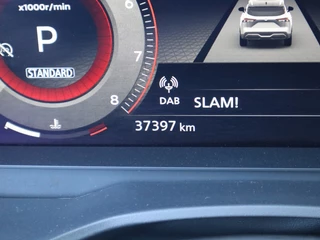 x1000r/min
P
STANDARD
6
7
8
DAB SLAM!
37397 km